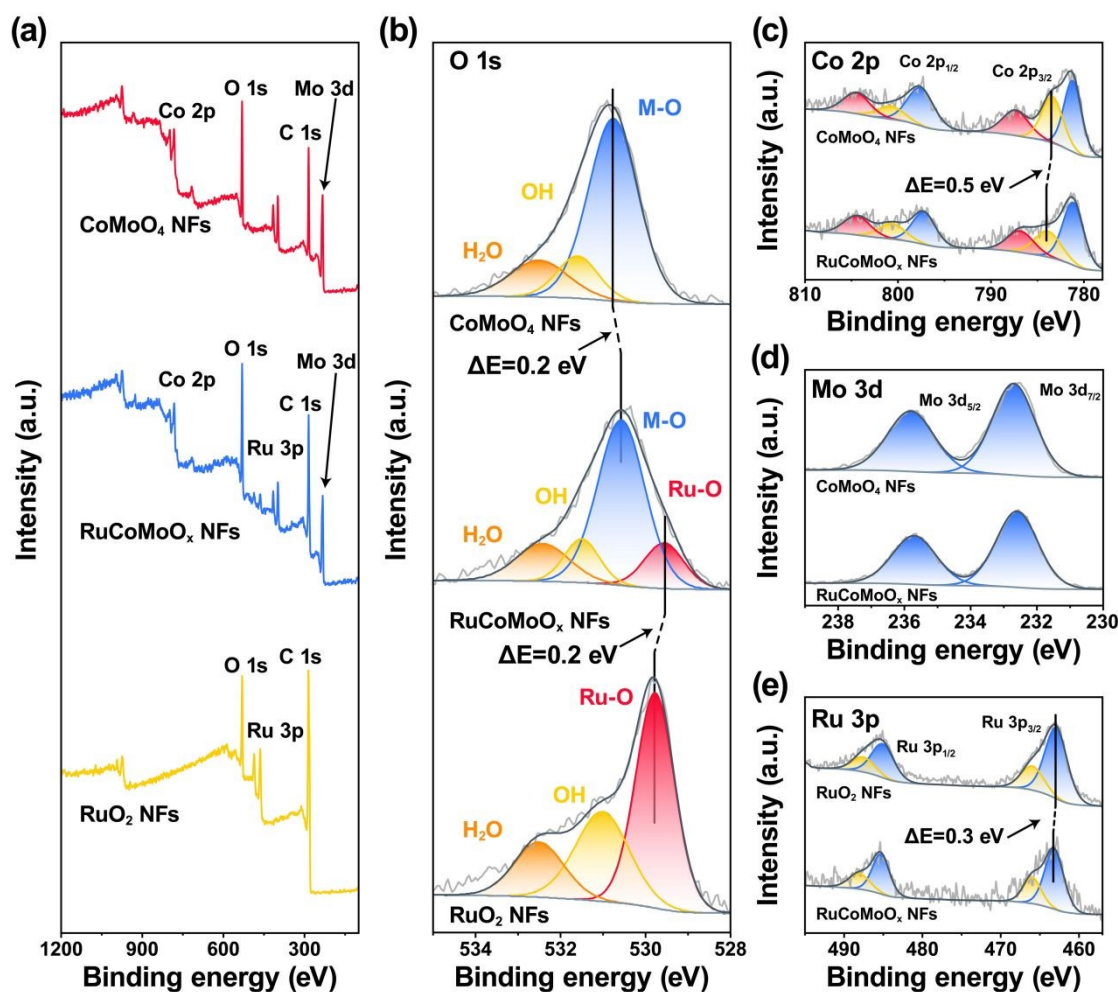 (a)
Intensity (a.u.)
O 1s
Mo 3d
Co 2p
C 1s
CoMoO₄ NFs
O 1s
Mo 3d
Co 2p
C 1s
Ru 3p
RuCoMoOₓ NFs
O 1s
C 1s
Ru 3p
RuO₂ NFs
1200 900 600 300
Binding energy (eV)
(b)
Intensity (a.u.)
O 1s
M-O
OH
H₂O
CoMoO₄ NFs
ΔE=0.2 eV
M-O
OH
Ru-O
H₂O
RuCoMoOₓ NFs
ΔE=0.2 eV
Ru-O
OH
H₂O
RuO₂ NFs
534 532 530 528
Binding energy (eV)
(c)
Intensity (a.u.)
Co 2p
Co 2p₁/₂
Co 2p₃/₂
CoMoO₄ NFs
ΔE=0.5 eV
RuCoMoOₓ NFs
810 800 790 780
Binding energy (eV)
(d)
Intensity (a.u.)
Mo 3d
Mo 3d₅/₂
Mo 3d₇/₂
CoMoO₄ NFs
RuCoMoOₓ NFs
238 236 234 232 230
Binding energy (eV)
(e)
Intensity (a.u.)
Ru 3p
Ru 3p₁/₂
Ru 3p₃/₂
RuO₂ NFs
ΔE=0.3 eV
RuCoMoOₓ NFs
490 480 470 460
Binding energy (eV)